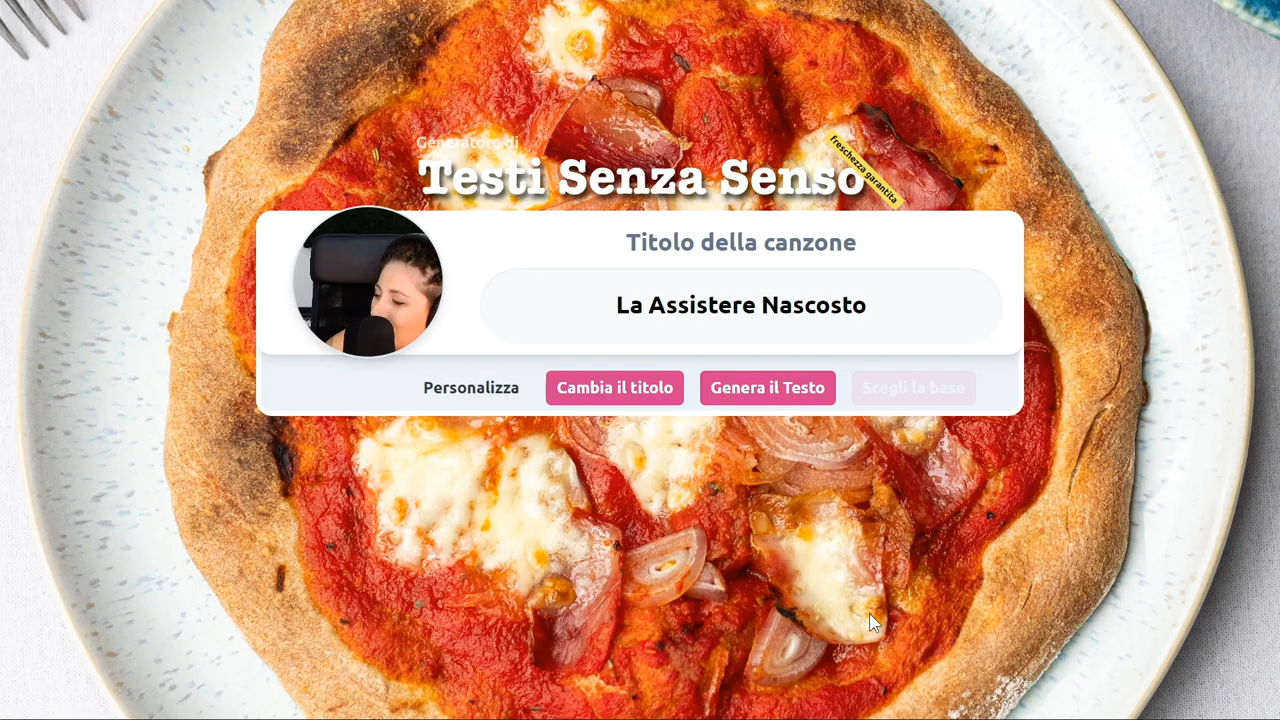 Generatore di
Testi Senza Senso
freschezza garantita
Titolo della canzone
La Assistere Nascosto
Personalizza
Cambia il titolo
Genera il Testo
Scegli la base